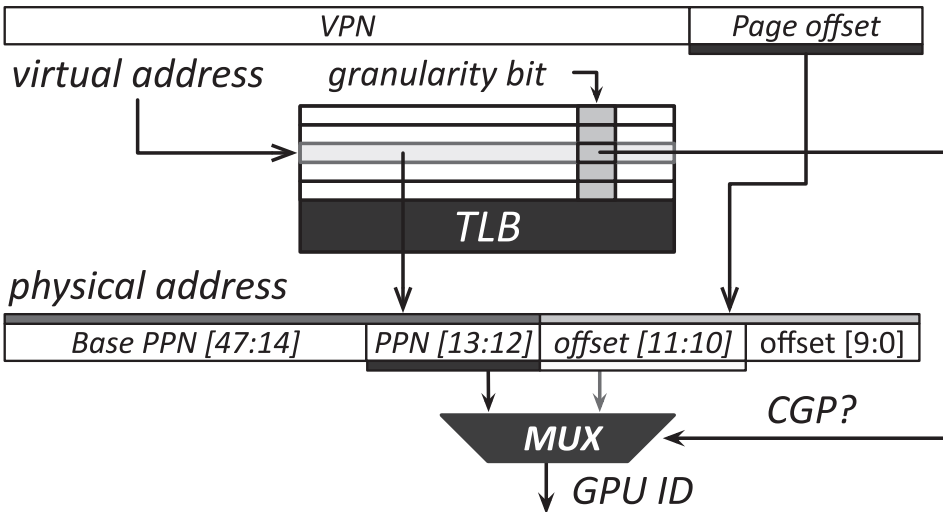 VPN Page offset
virtual address
granularity bit
TLB
physical address
Base PPN [47:14] PPN [13:12] offset [11:10] offset [9:0]
CGP?
MUX
GPU ID